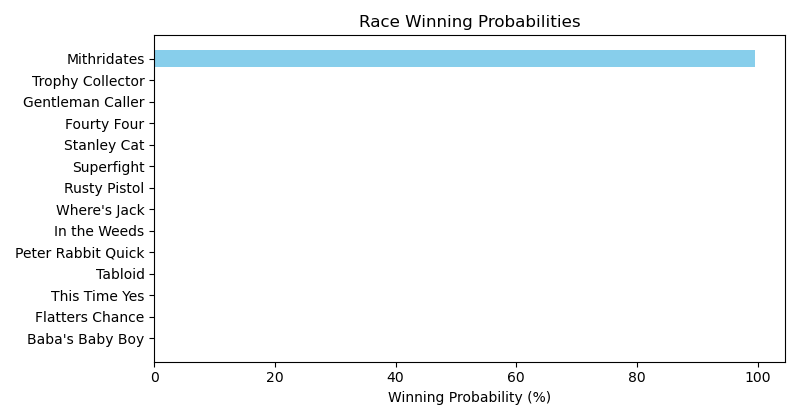 Race Winning Probabilities
Mithridates
Trophy Collector
Gentleman Caller
Fourty Four
Stanley Cat
Superfight
Rusty Pistol
Where's Jack
In the Weeds
Peter Rabbit Quick
Tabloid
This Time Yes
Flatters Chance
Baba's Baby Boy
0 20 40 60 80 100
Winning Probability (%)